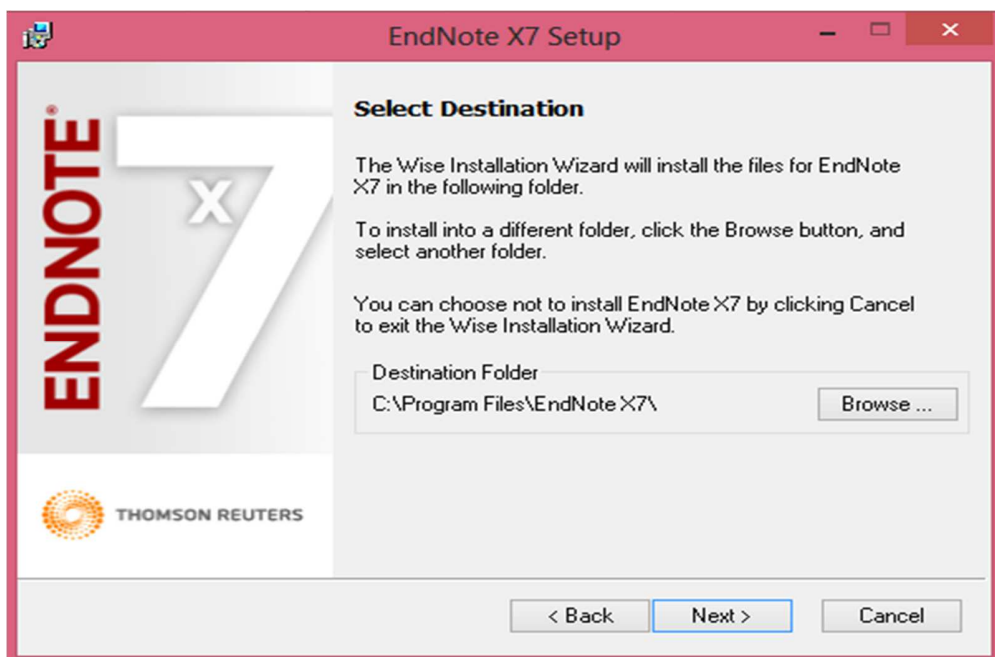 EndNote X7 Setup
ENDNOTE®
X7
THOMSON REUTERS
Select Destination
The Wise Installation Wizard will install the files for EndNote
X7 in the following folder.
To install into a different folder, click the Browse button, and
select another folder.
You can choose not to install EndNote X7 by clicking Cancel
to exit the Wise Installation Wizard.
Destination Folder
C:\Program Files\EndNote X7\
Browse ...
< Back
Next >
Cancel